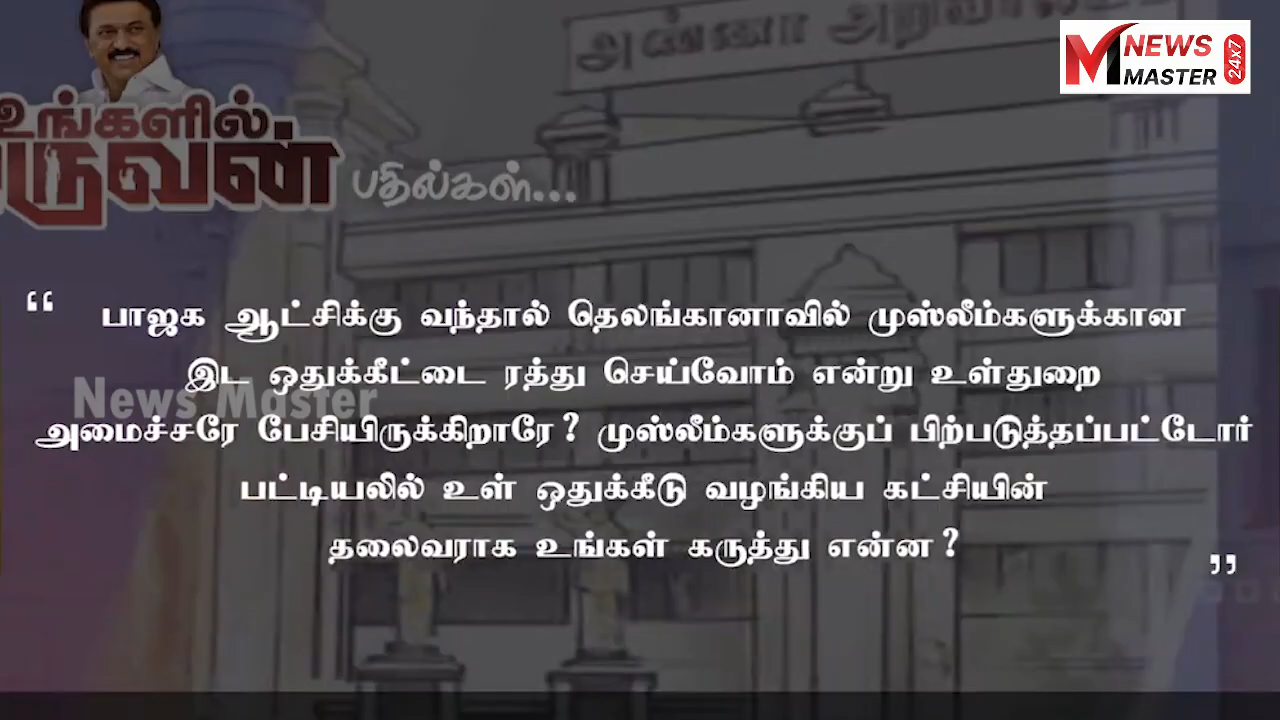 அண்ணா அறிவாலயம்
NEWS
MASTER
24x7
உங்களில்
ஒருவன்
பதில்கள்...
“ பாஜக ஆட்சிக்கு வந்தால் தெலங்கானாவில் முஸ்லீம்களுக்கான
இட ஒதுக்கீட்டை ரத்து செய்வோம் என்று உள்துறை
News Master
அமைச்சரே பேசியிருக்கிறாரே? முஸ்லீம்களுக்குப் பிற்படுத்தப்பட்டோர்
பட்டியலில் உள் ஒதுக்கீடு வழங்கிய கட்சியின்
தலைவராக உங்கள் கருத்து என்ன? ”